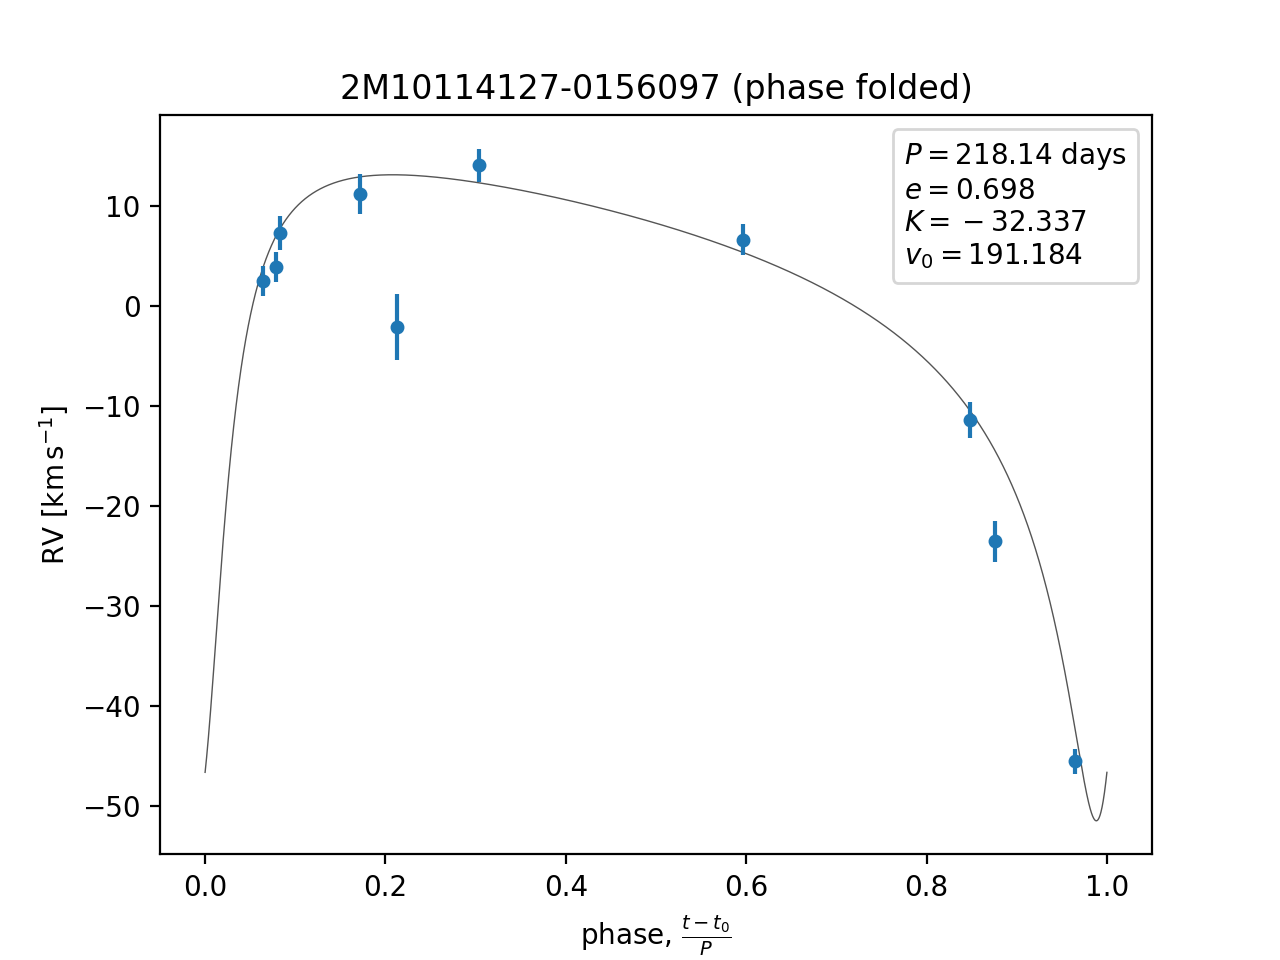 2M10114127-0156097 (phase folded)
P = 218.14 days
e = 0.698
K = − 32.337
v₀ = 191.184
RV [km s⁻¹]
10
0
−10
−20
−30
−40
−50
0.0 0.2 0.4 0.6 0.8 1.0
phase, (t − t₀)/P